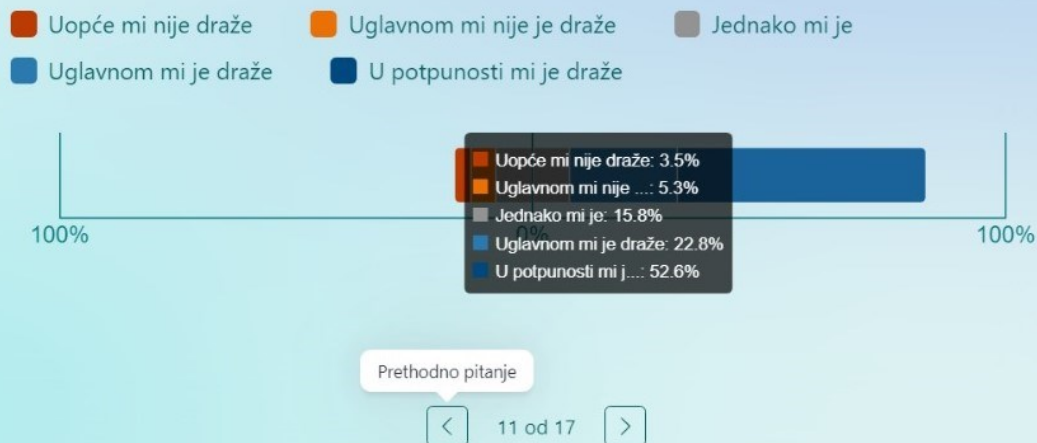 Uopće mi nije draže Uglavnom mi nije je draže Jednako mi je
Uglavnom mi je draže U potpunosti mi je draže
Uopće mi nije draže: 3.5%
Uglavnom mi nije ...: 5.3%
Jednako mi je: 15.8%
Uglavnom mi je draže: 22.8%
U potpunosti mi j...: 52.6%
100% 0% 100%
Prethodno pitanje
11 od 17